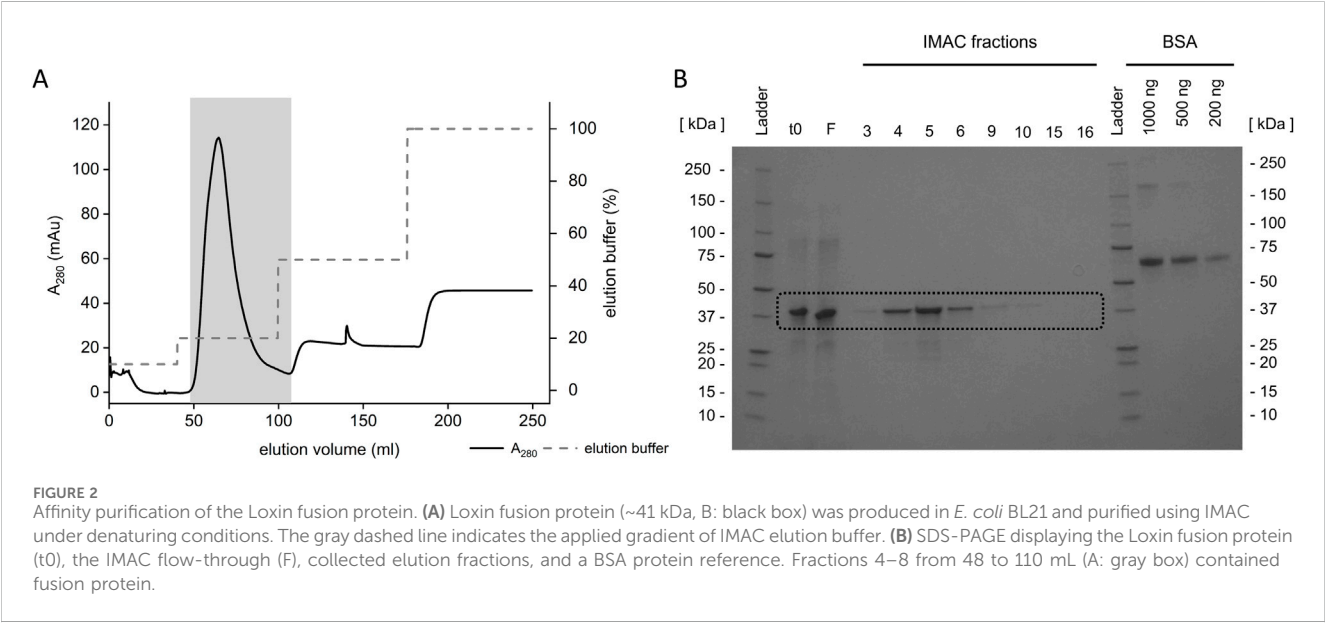 A
A280 (mAu)
120
100
80
60
40
20
0
0 50 100 150 200 250
elution volume (ml)
100
80
60
40
20
0
elution buffer (%)
A280 elution buffer
B
IMAC fractions
BSA
[ kDa ] Ladder t0 F 3 4 5 6 9 10 15 16 Ladder 1000 ng 500 ng 200 ng [ kDa ]
250 -
150 -
100 -
75 -
50 -
37 -
25 -
20 -
15 -
10 -
- 250
- 150
- 100
- 75
- 50
- 37
- 25
- 20
- 15
- 10
FIGURE 2
Affinity purification of the Loxin fusion protein. (A) Loxin fusion protein (~41 kDa, B: black box) was produced in E. coli BL21 and purified using IMAC
under denaturing conditions. The gray dashed line indicates the applied gradient of IMAC elution buffer. (B) SDS-PAGE displaying the Loxin fusion protein
(t0), the IMAC flow-through (F), collected elution fractions, and a BSA protein reference. Fractions 4–8 from 48 to 110 mL (A: gray box) contained
fusion protein.